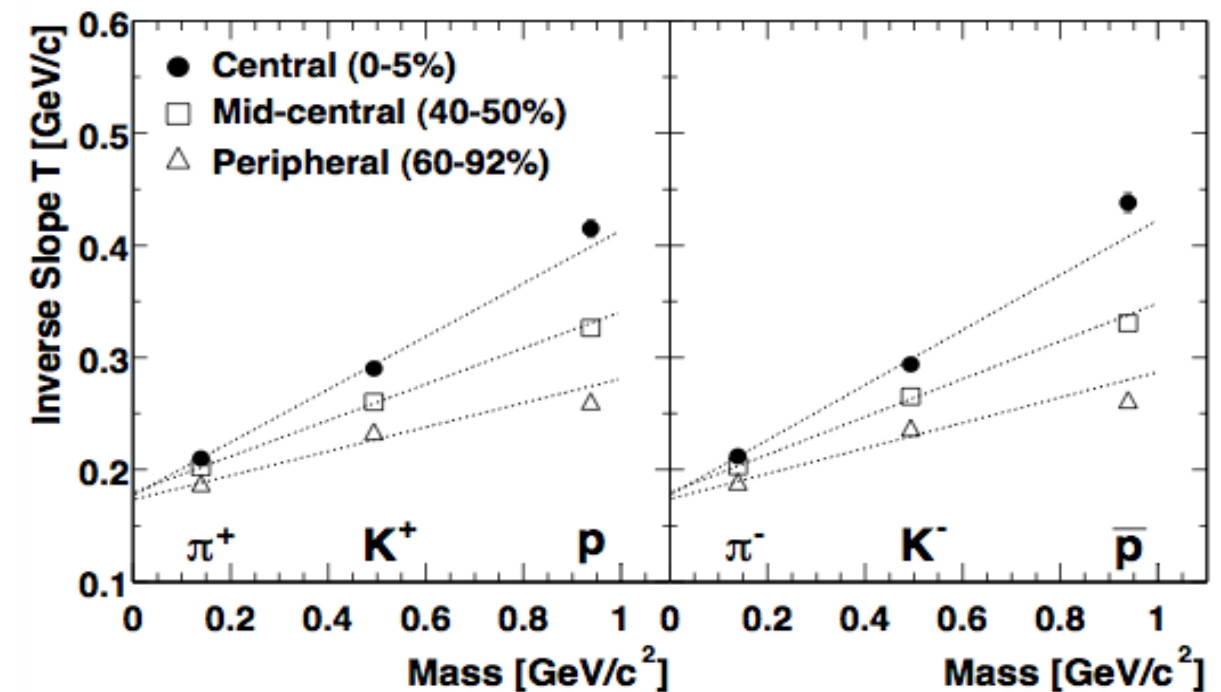 Inverse Slope T [GeV/c]
0.6
0.5
0.4
0.3
0.2
0.1
Central (0-5%)
Mid-central (40-50%)
Peripheral (60-92%)
π⁺ K⁺ p
π⁻ K⁻ p̅
0 0.2 0.4 0.6 0.8 1 0 0.2 0.4 0.6 0.8 1
Mass [GeV/c²] Mass [GeV/c²]